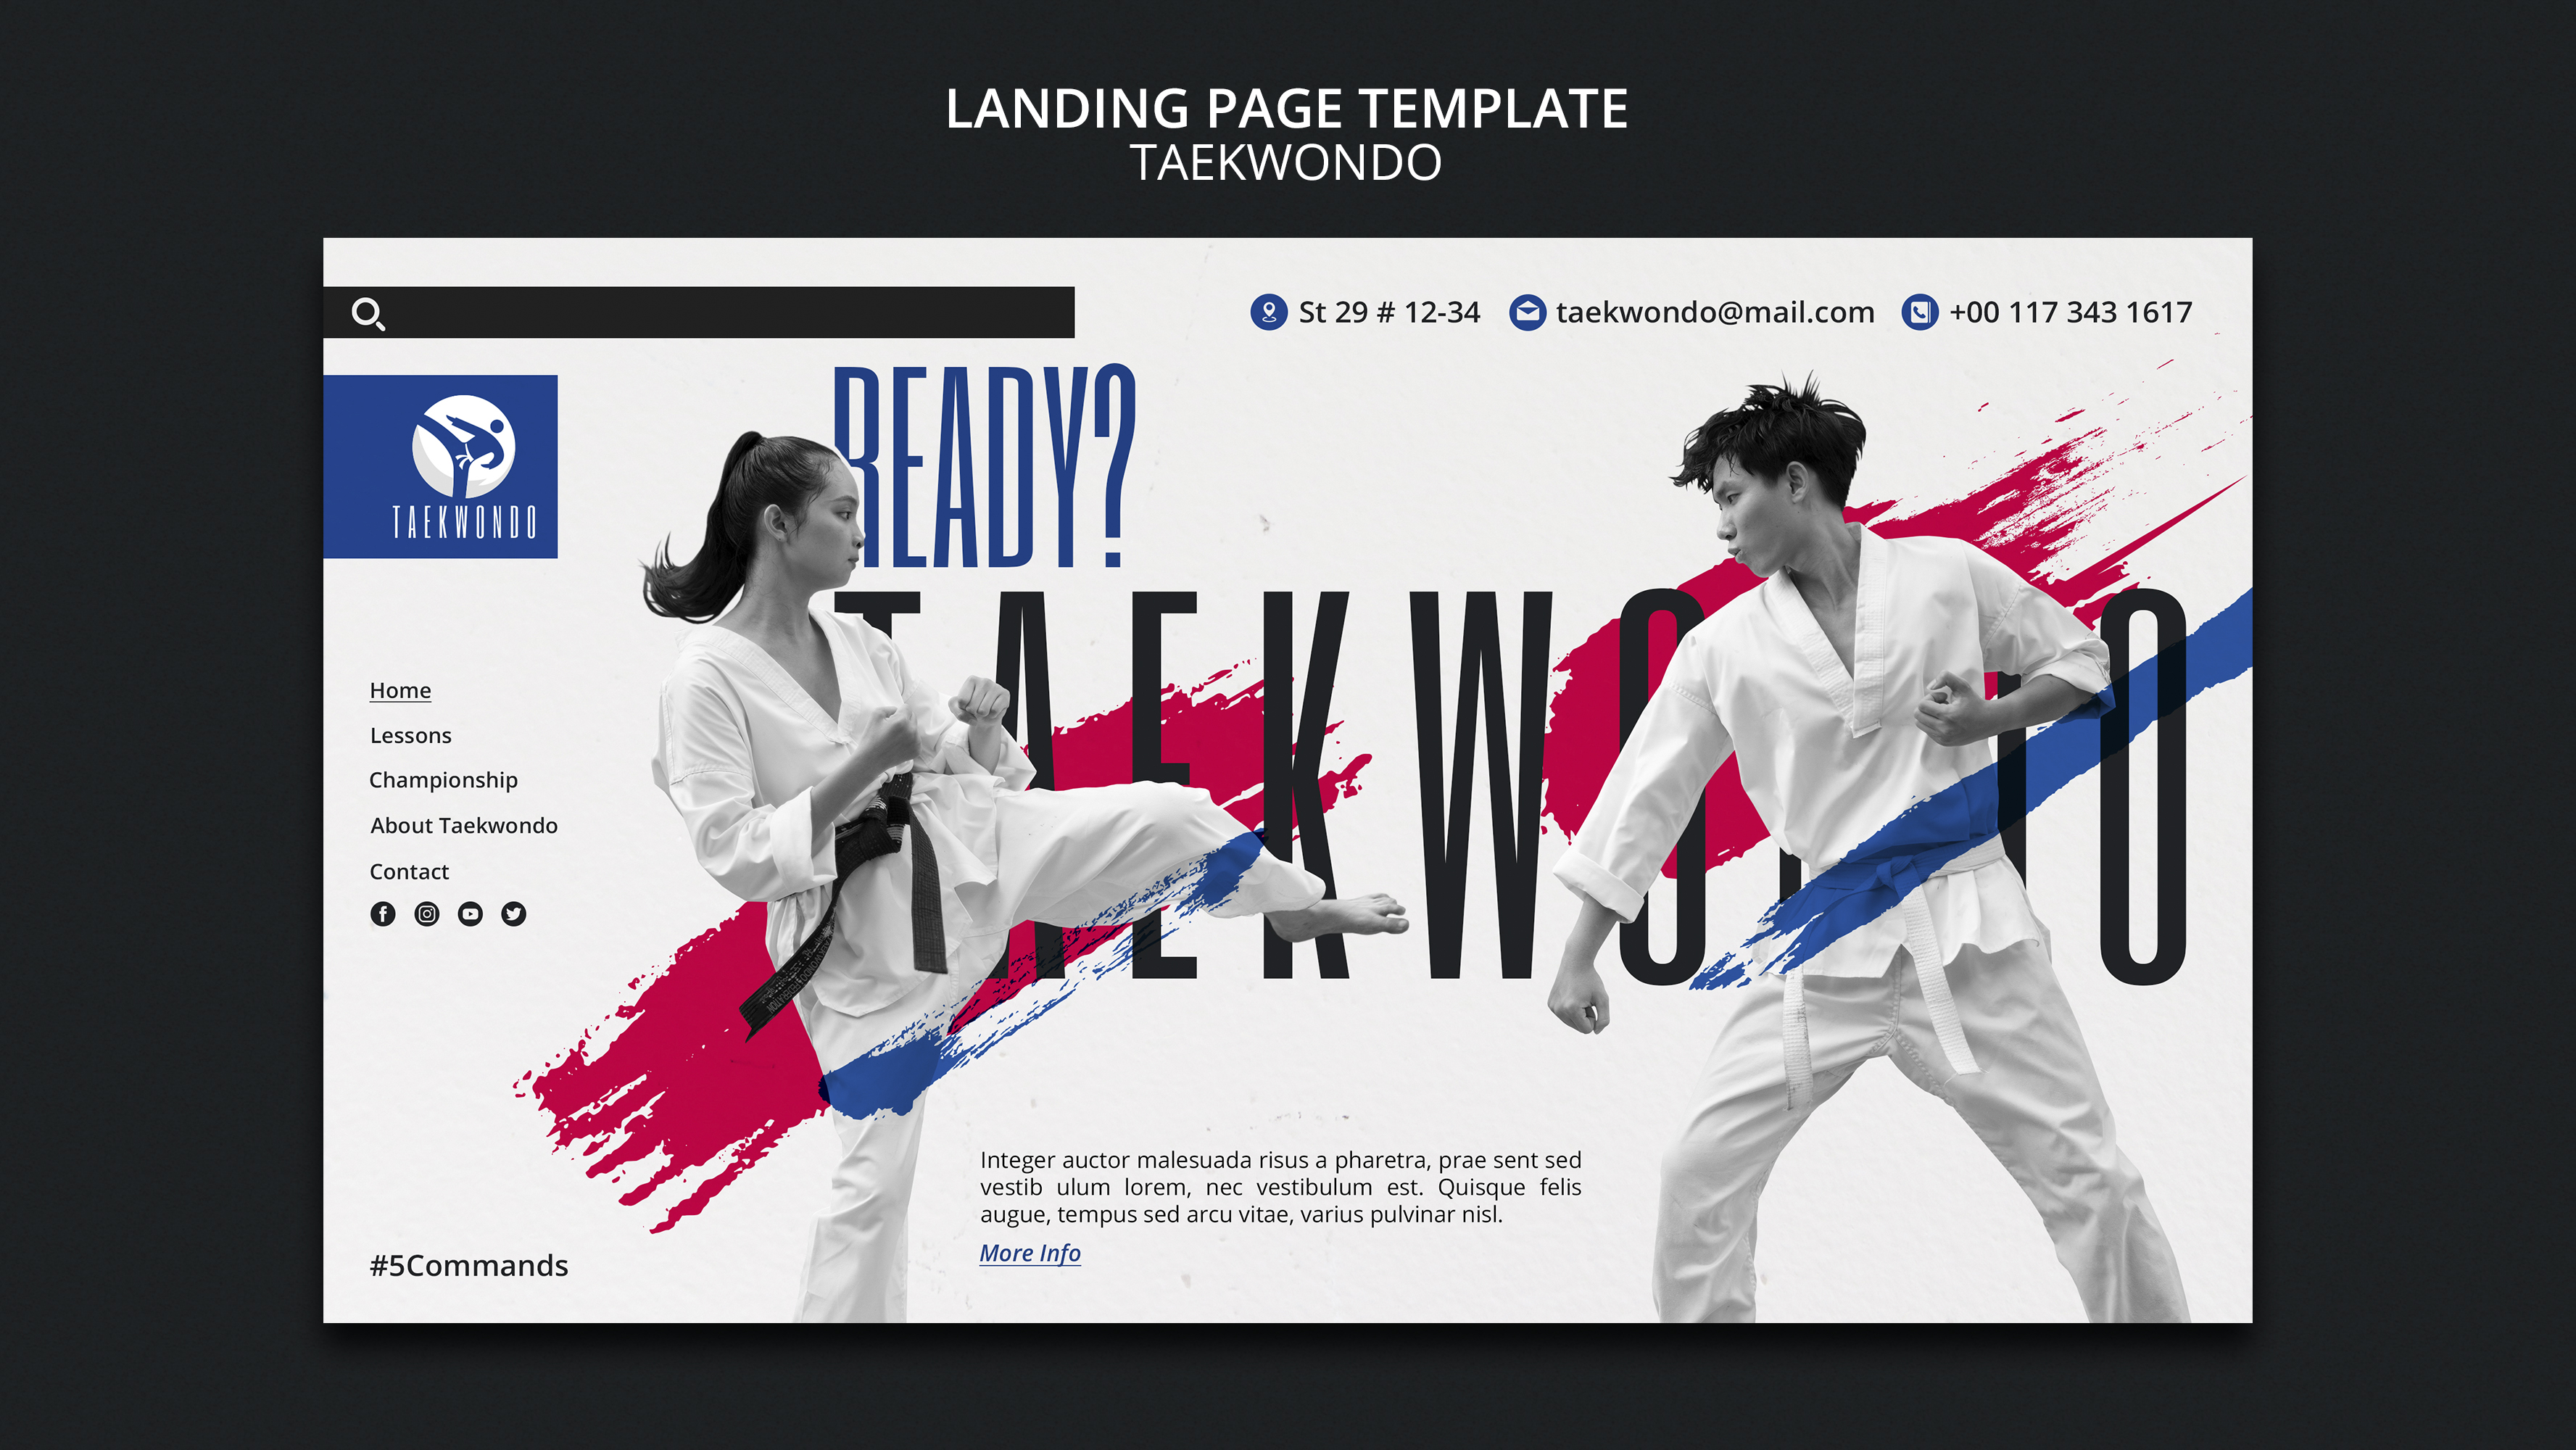 LANDING PAGE TEMPLATE
TAEKWONDO
St 29 # 12-34
taekwondo@mail.com
+00 117 343 1617
TAEKWONDO
READY?
TAEKWONDO
Home
Lessons
Championship
About Taekwondo
Contact
Integer auctor malesuada risus a pharetra, prae sent sed
vestib ulum lorem, nec vestibulum est. Quisque felis
augue, tempus sed arcu vitae, varius pulvinar nisl.
More Info
#5Commands